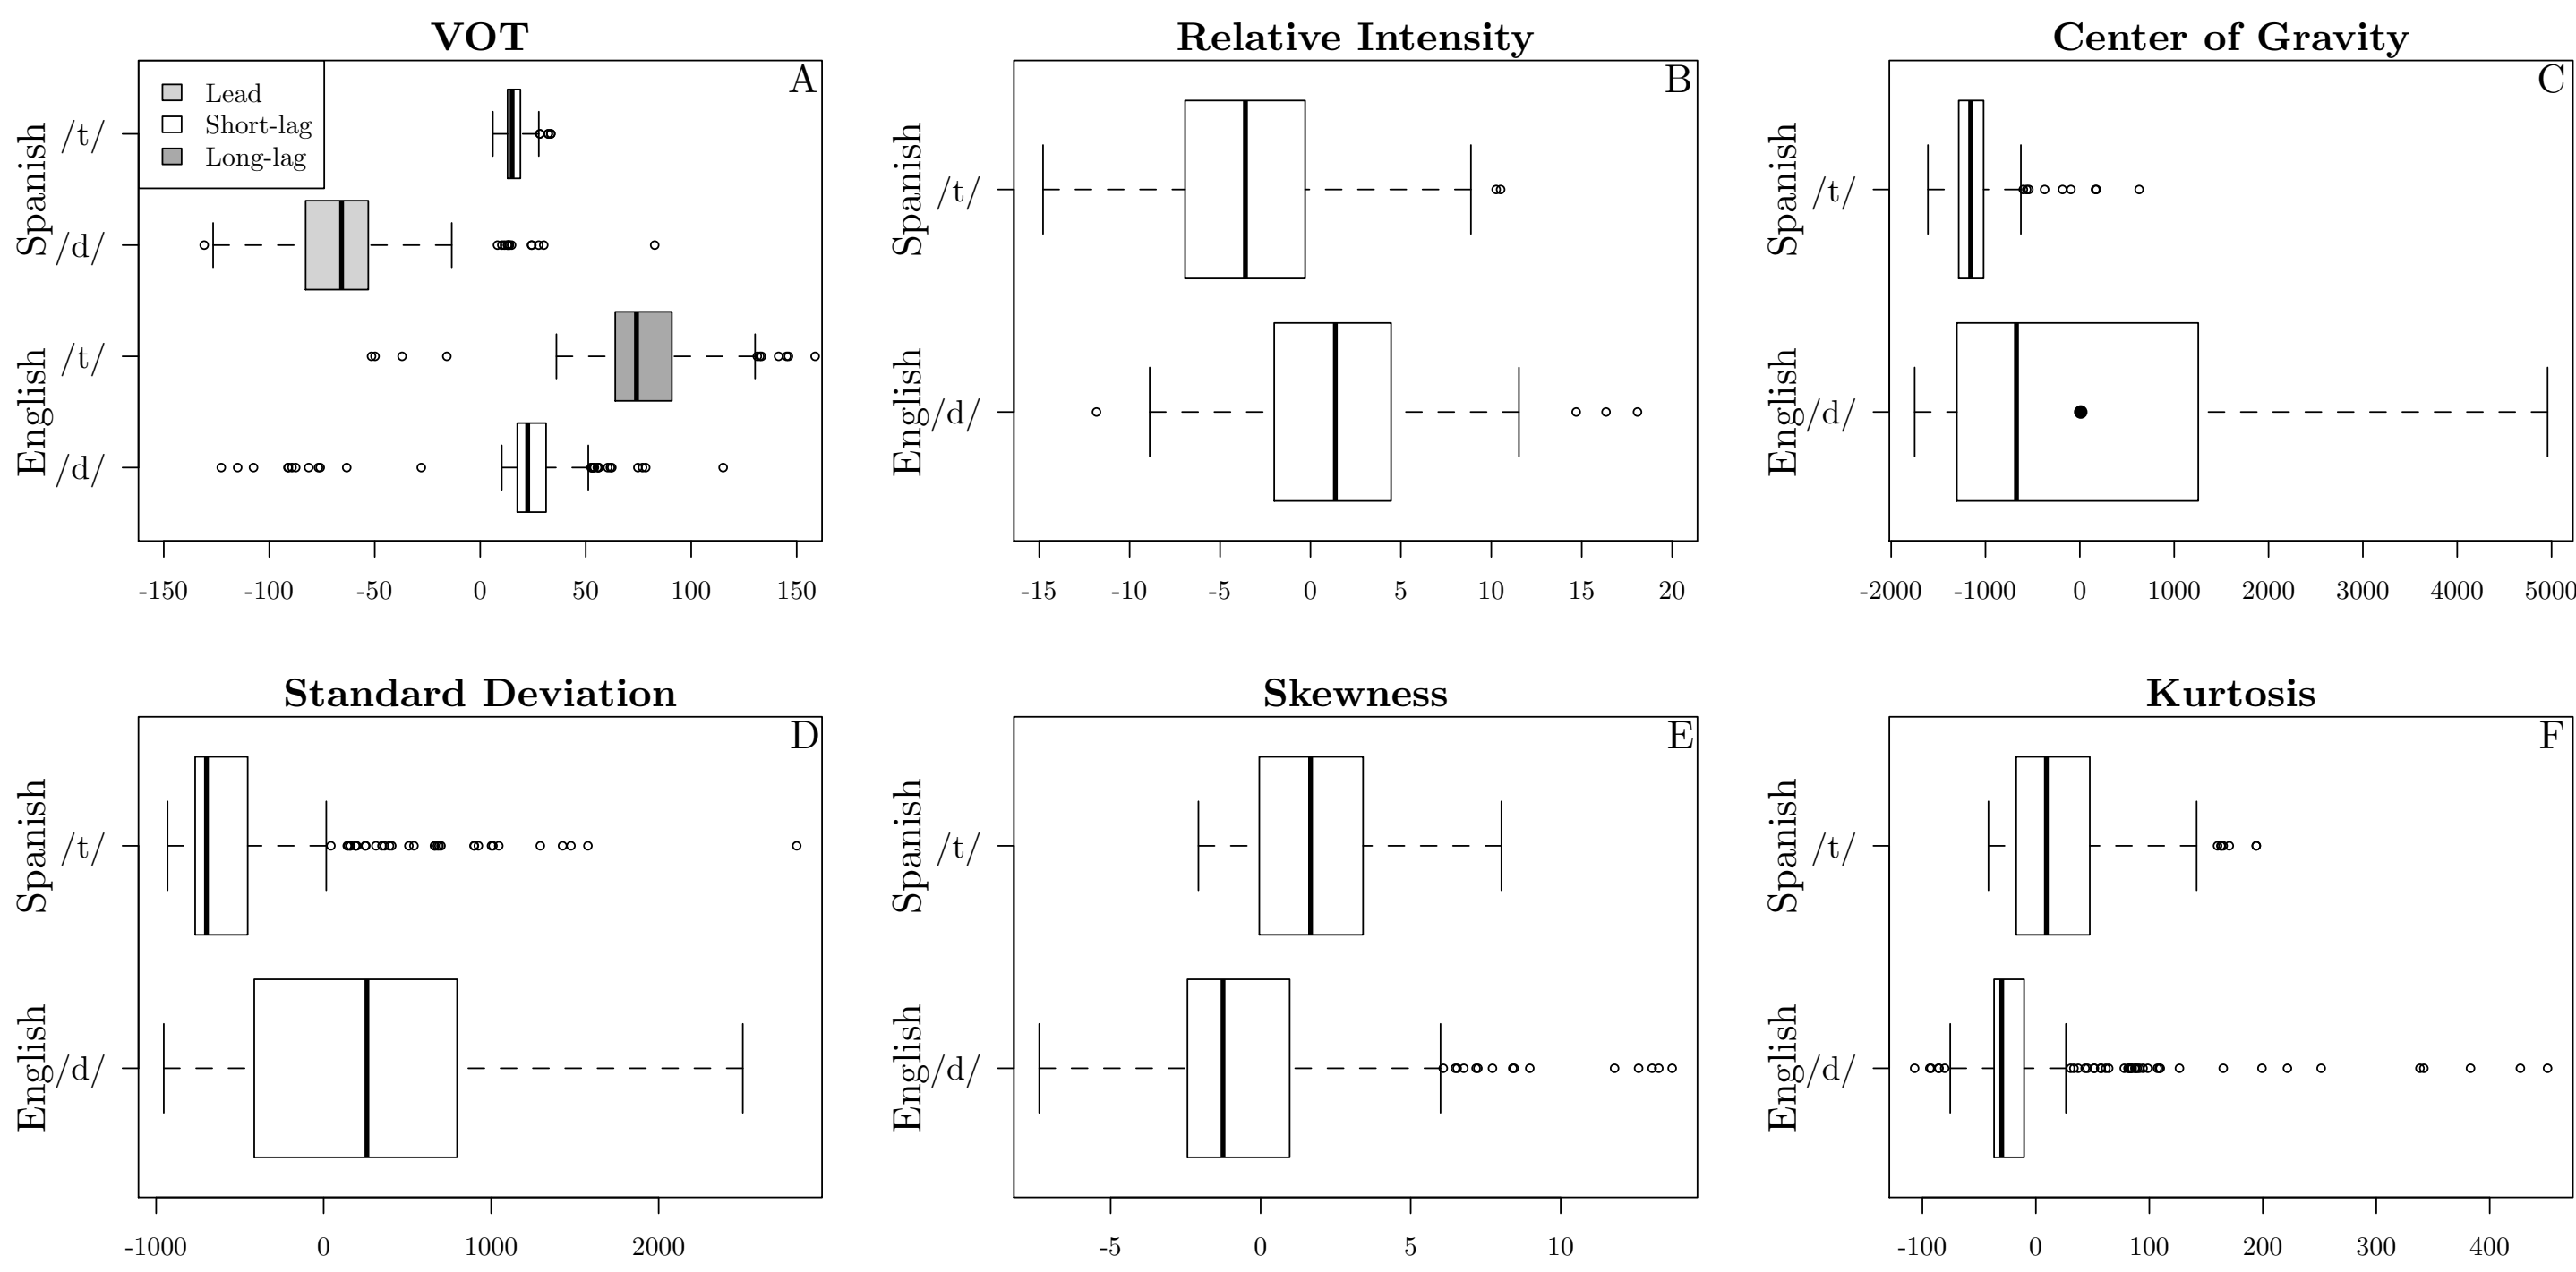 VOT
A
Lead
Short-lag
Long-lag
Spanish
/t/
/d/
English
/t/
/d/
-150 -100 -50 0 50 100 150
Relative Intensity
B
Spanish
/t/
English
/d/
-15 -10 -5 0 5 10 15 20
Center of Gravity
C
Spanish
/t/
English
/d/
-2000 -1000 0 1000 2000 3000 4000 5000
Standard Deviation
D
Spanish
/t/
English
/d/
-1000 0 1000 2000
Skewness
E
Spanish
/t/
English
/d/
-5 0 5 10
Kurtosis
F
Spanish
/t/
English
/d/
-100 0 100 200 300 400